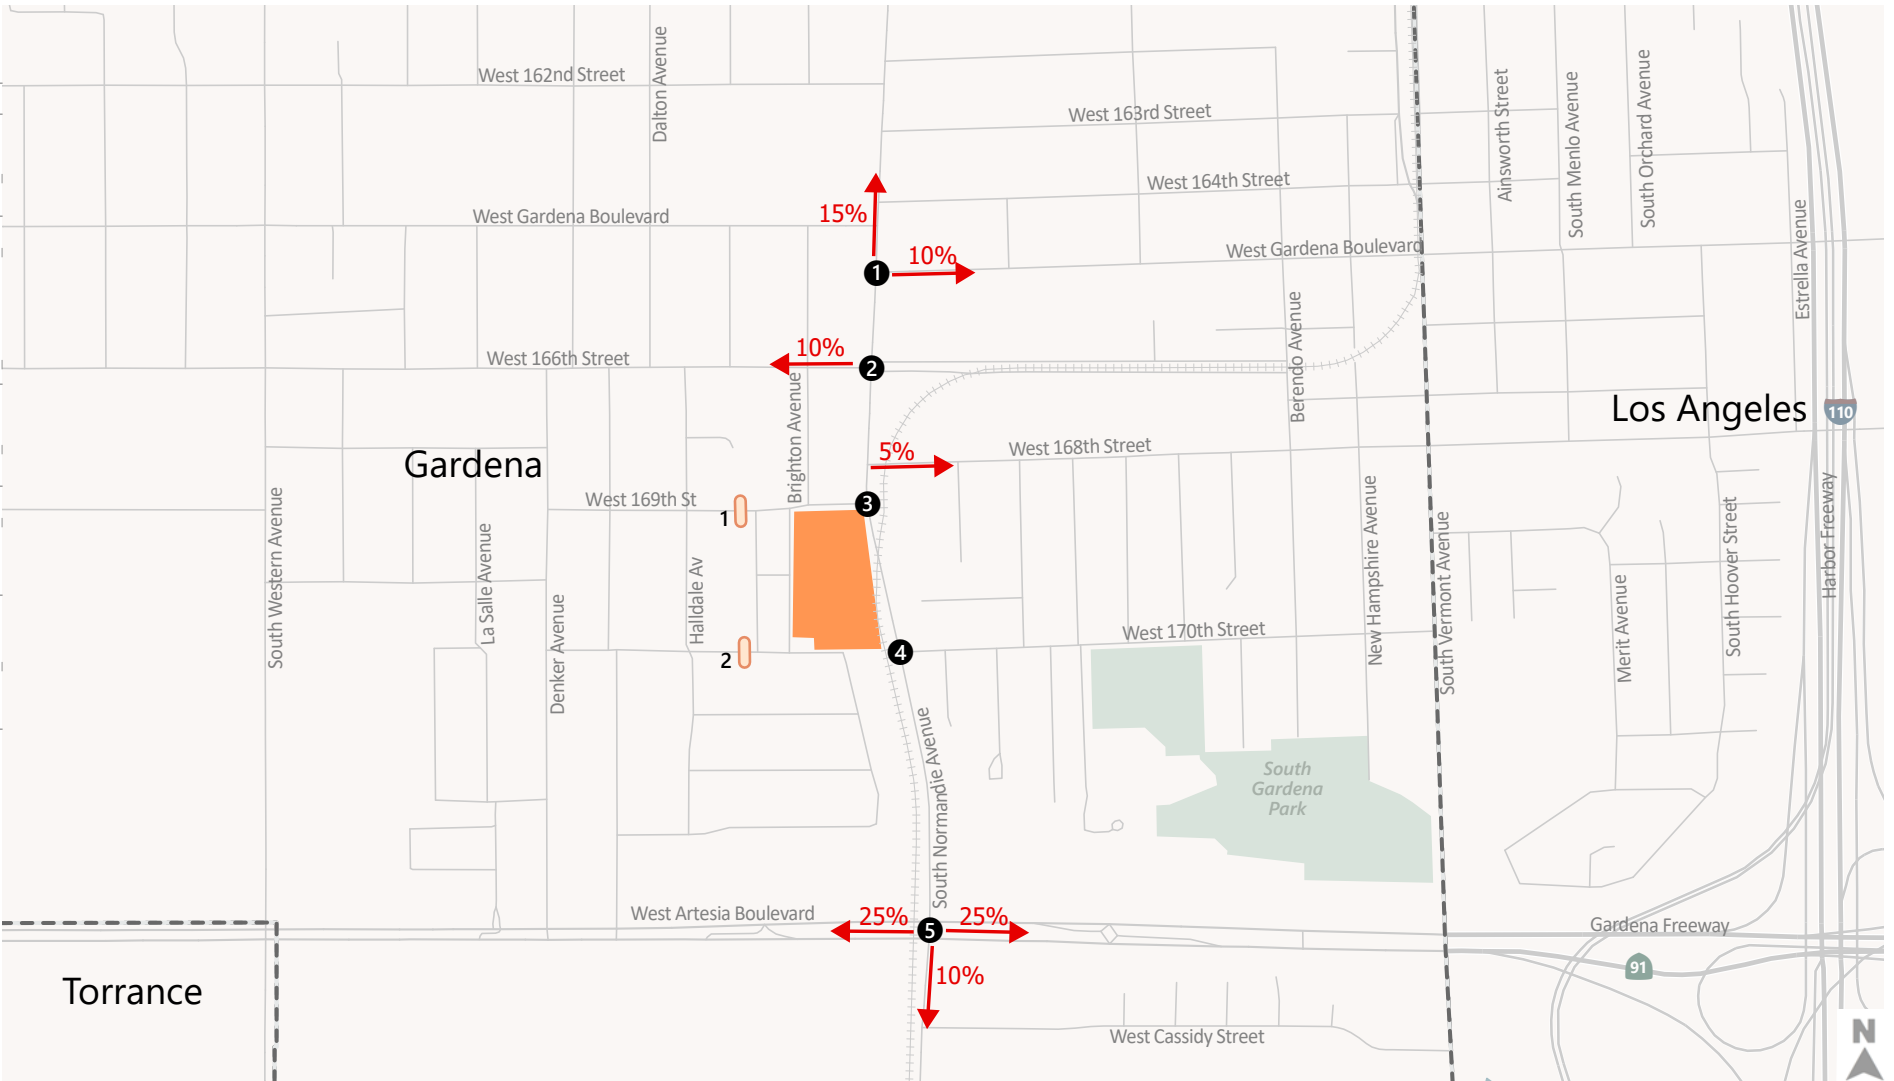 West 162nd Street
Dalton Avenue
West 163rd Street
Ainsworth Street
South Menlo Avenue
South Orchard Avenue
West 164th Street
15%
West Gardena Boulevard
10%
West Gardena Boulevard
Estrella Avenue
1
10%
West 166th Street
2
Brighton Avenue
Berendo Avenue
Los Angeles
110
5%
West 168th Street
Gardena
West 169th St
1
3
South Western Avenue
La Salle Avenue
Denker Avenue
Halldale Av
New Hampshire Avenue
South Vermont Avenue
Merit Avenue
South Hoover Street
Harbor Freeway
2
4
West 170th Street
South Normandie Avenue
South
Gardena
Park
West Artesia Boulevard
25%
5
25%
Gardena Freeway
91
10%
Torrance
West Cassidy Street
N